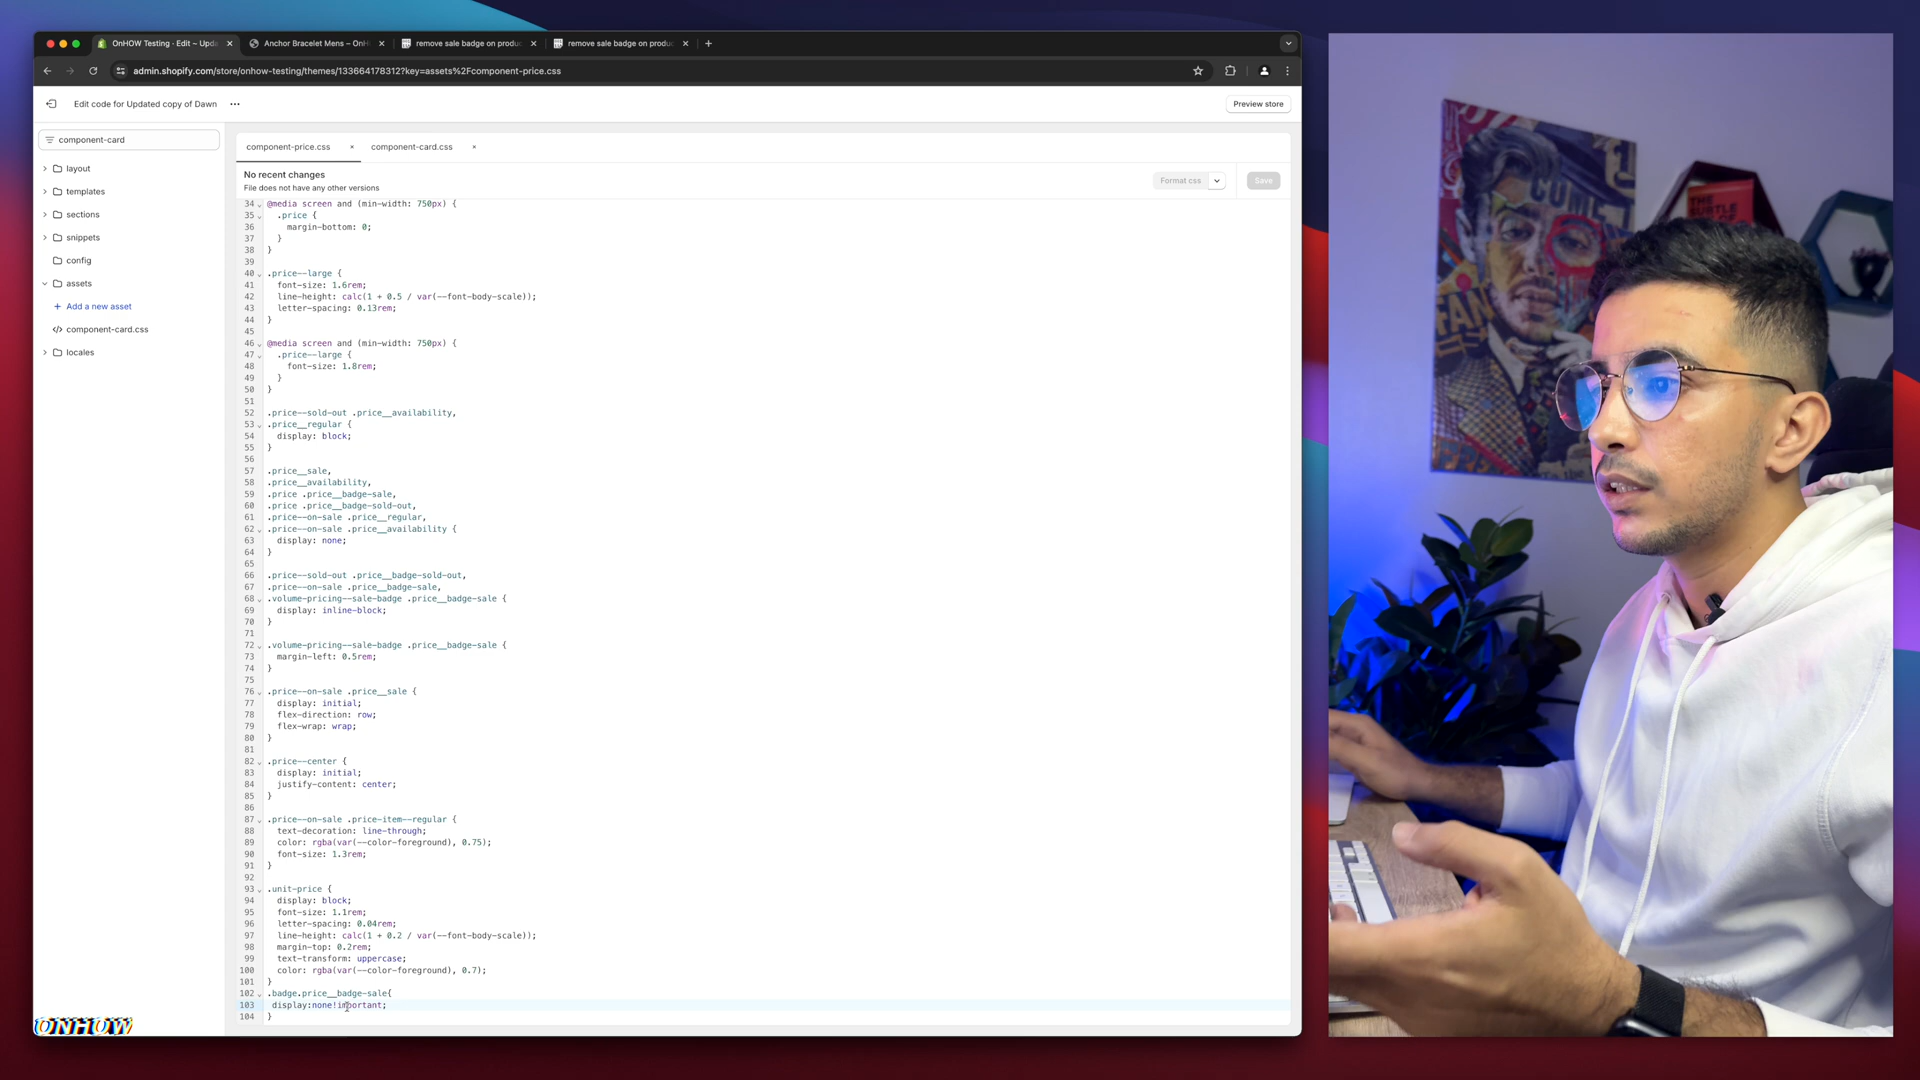 OnHOW Testing · Edit ~ Upda
Anchor Bracelet Mens – OnH
remove sale badge on produc
remove sale badge on produc
admin.shopify.com/store/onhow-testing/themes/133664178312?key=assets%2Fcomponent-price.css
Edit code for Updated copy of Dawn
Preview store
component-card
layout
templates
sections
snippets
config
assets
Add a new asset
component-card.css
locales
component-price.css
component-card.css
No recent changes
File does not have any other versions
Format css
Save
34 @media screen and (min-width: 750px) {
35 .price {
36 margin-bottom: 0;
37 }
38 }
39
40 .price--large {
41 font-size: 1.6rem;
42 line-height: calc(1 + 0.5 / var(--font-body-scale));
43 letter-spacing: 0.13rem;
44 }
45
46 @media screen and (min-width: 750px) {
47 .price--large {
48 font-size: 1.8rem;
49 }
50 }
51
52 .price--sold-out .price__availability,
53 .price__regular {
54 display: block;
55 }
56
57 .price__sale,
58 .price__availability,
59 .price .price__badge-sale,
60 .price .price__badge-sold-out,
61 .price--on-sale .price__regular,
62 .price--on-sale .price__availability {
63 display: none;
64 }
65
66 .price--sold-out .price__badge-sold-out,
67 .price--on-sale .price__badge-sale,
68 .volume-pricing--sale-badge .price__badge-sale {
69 display: inline-block;
70 }
71
72 .volume-pricing--sale-badge .price__badge-sale {
73 margin-left: 0.5rem;
74 }
75
76 .price--on-sale .price__sale {
77 display: initial;
78 flex-direction: row;
79 flex-wrap: wrap;
80 }
81
82 .price--center {
83 display: initial;
84 justify-content: center;
85 }
86
87 .price--on-sale .price-item--regular {
88 text-decoration: line-through;
89 color: rgba(var(--color-foreground), 0.75);
90 font-size: 1.3rem;
91 }
92
93 .unit-price {
94 display: block;
95 font-size: 1.1rem;
96 letter-spacing: 0.04rem;
97 line-height: calc(1 + 0.2 / var(--font-body-scale));
98 margin-top: 0.2rem;
99 text-transform: uppercase;
100 color: rgba(var(--color-foreground), 0.7);
101 }
102 .badge.price__badge-sale{
103 display:none!important;
104 }
ONHOW
THE
SUBTLE